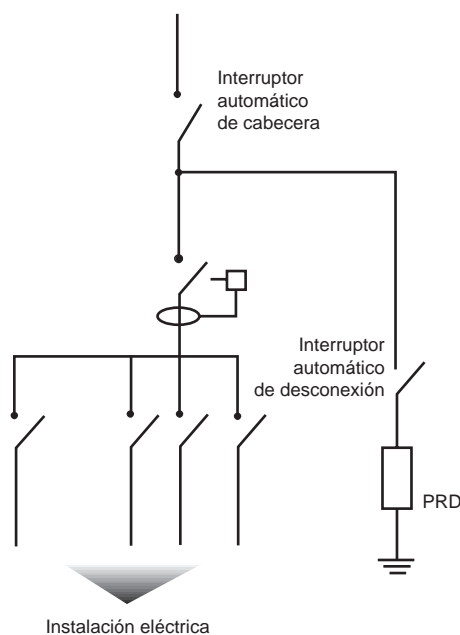 Interruptor
automático
de cabecera
Interruptor
automático
de desconexión
PRD
Instalación eléctrica